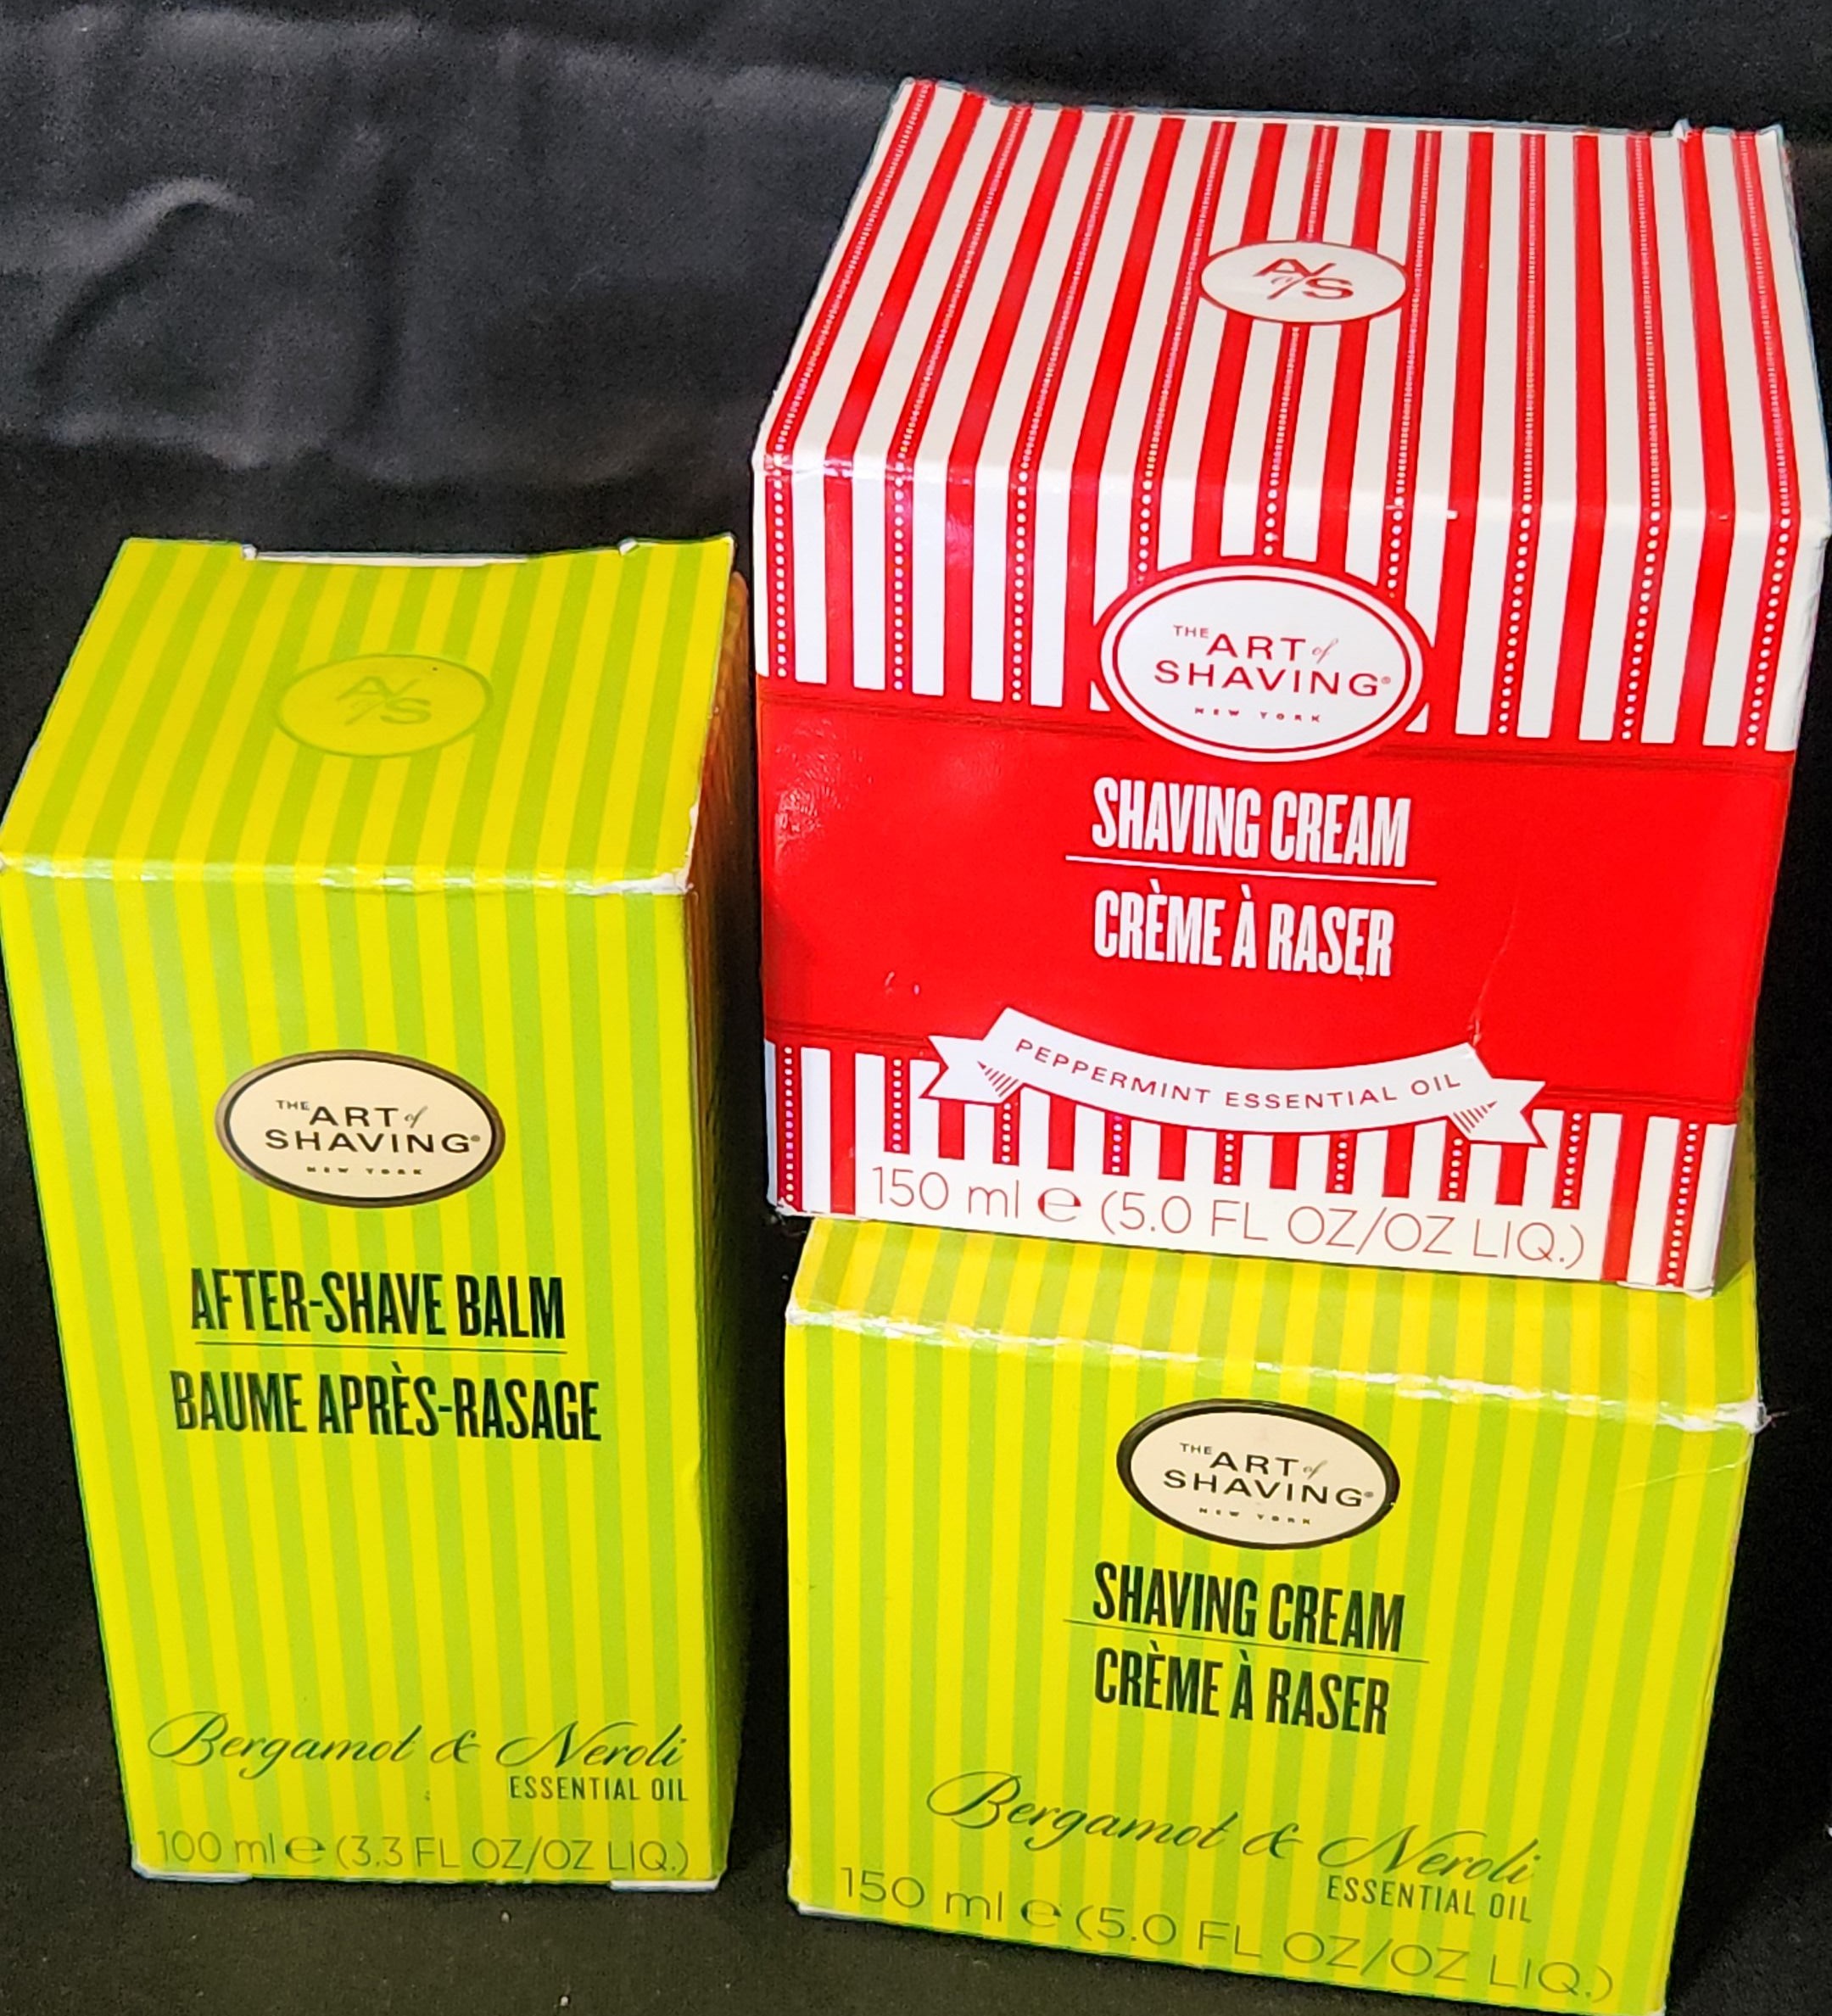 A of S
THE ART of
SHAVING®
NEW YORK
AFTER-SHAVE BALM
BAUME APRÈS-RASAGE
Bergamot & Neroli
ESSENTIAL OIL
100 ml e (3.3 FL OZ/OZ LIQ.)
A of S
THE ART of
SHAVING®
NEW YORK
SHAVING CREAM
CRÈME À RASER
PEPPERMINT ESSENTIAL OIL
150 ml e (5.0 FL OZ/OZ LIQ.)
THE ART of
SHAVING®
NEW YORK
SHAVING CREAM
CRÈME À RASER
Bergamot & Neroli
ESSENTIAL OIL
150 ml e (5.0 FL OZ/OZ LIQ.)